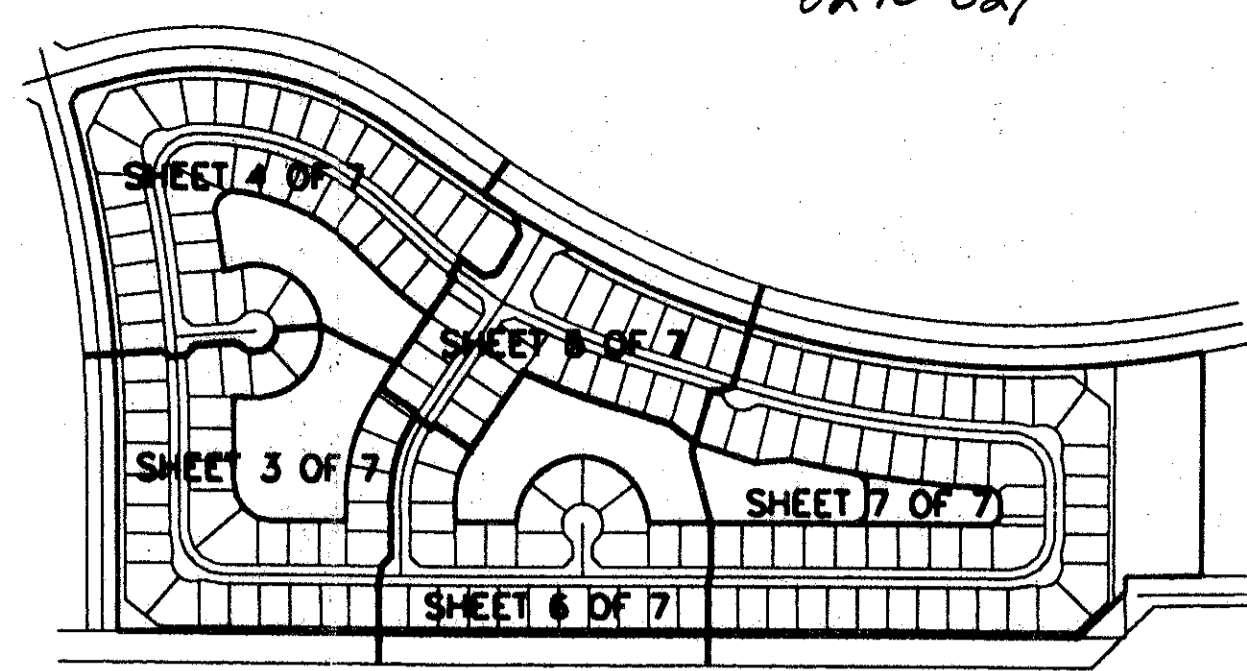 SHEET 4 OF 7
SHEET 5 OF 7
SHEET 3 OF 7
SHEET 7 OF 7
SHEET 6 OF 7